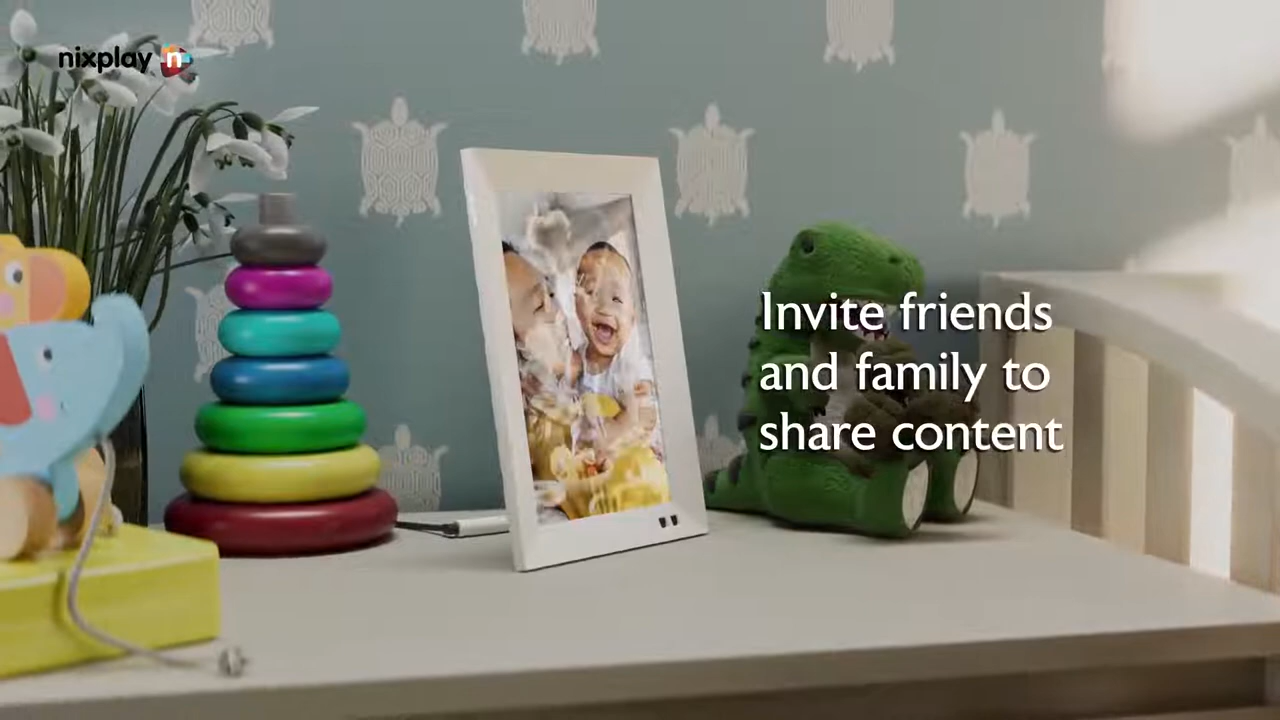 nixplay n
Invite friends
and family to
share content